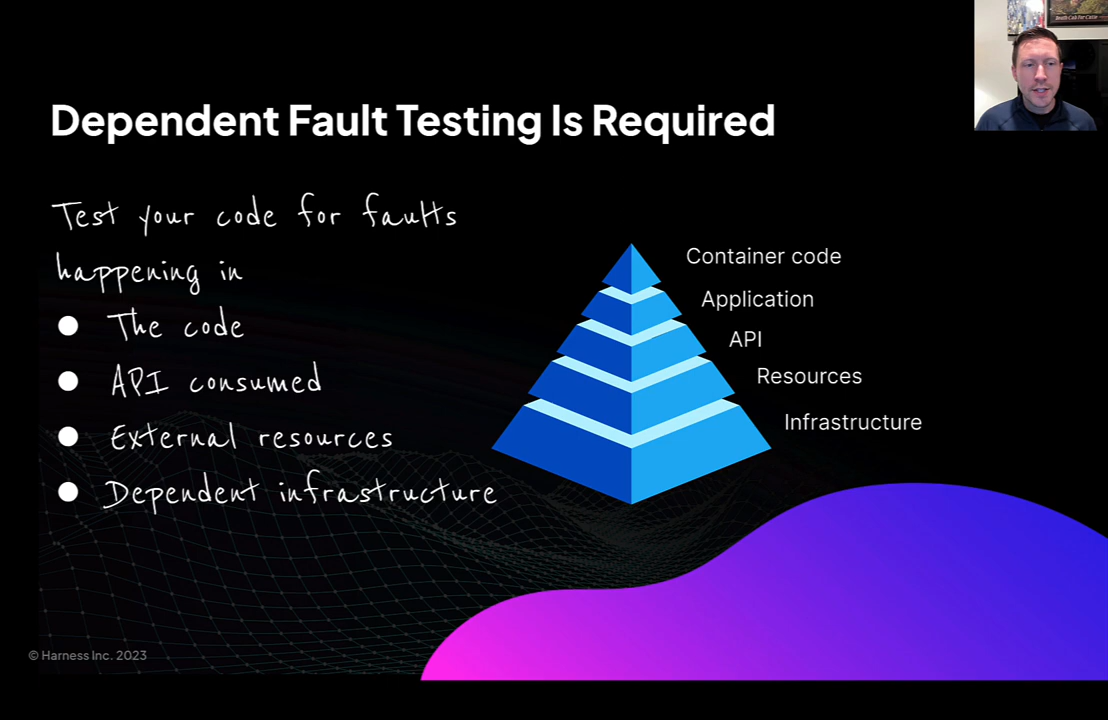 Dependent Fault Testing Is Required
Test your code for faults
happening in
● The code
● API consumed
● External resources
● Dependent infrastructure
Container code
Application
API
Resources
Infrastructure
© Harness Inc. 2023